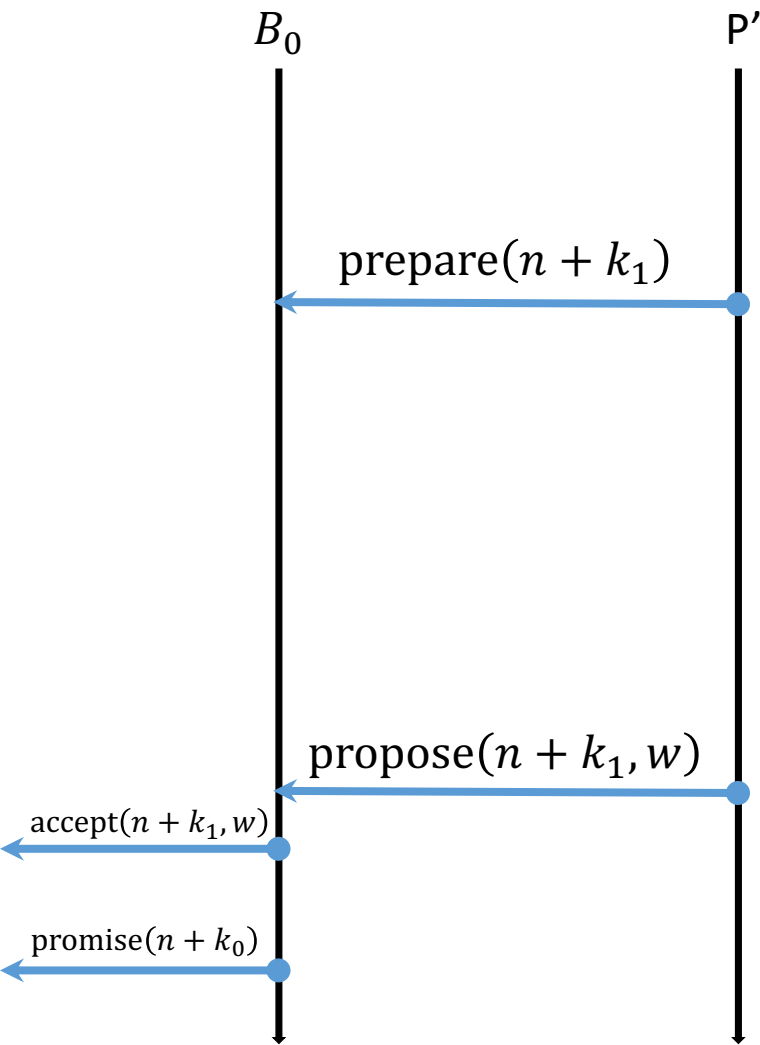 B₀ P’
prepare(n + k₁)
propose(n + k₁, w)
accept(n + k₁, w)
promise(n + k₀)